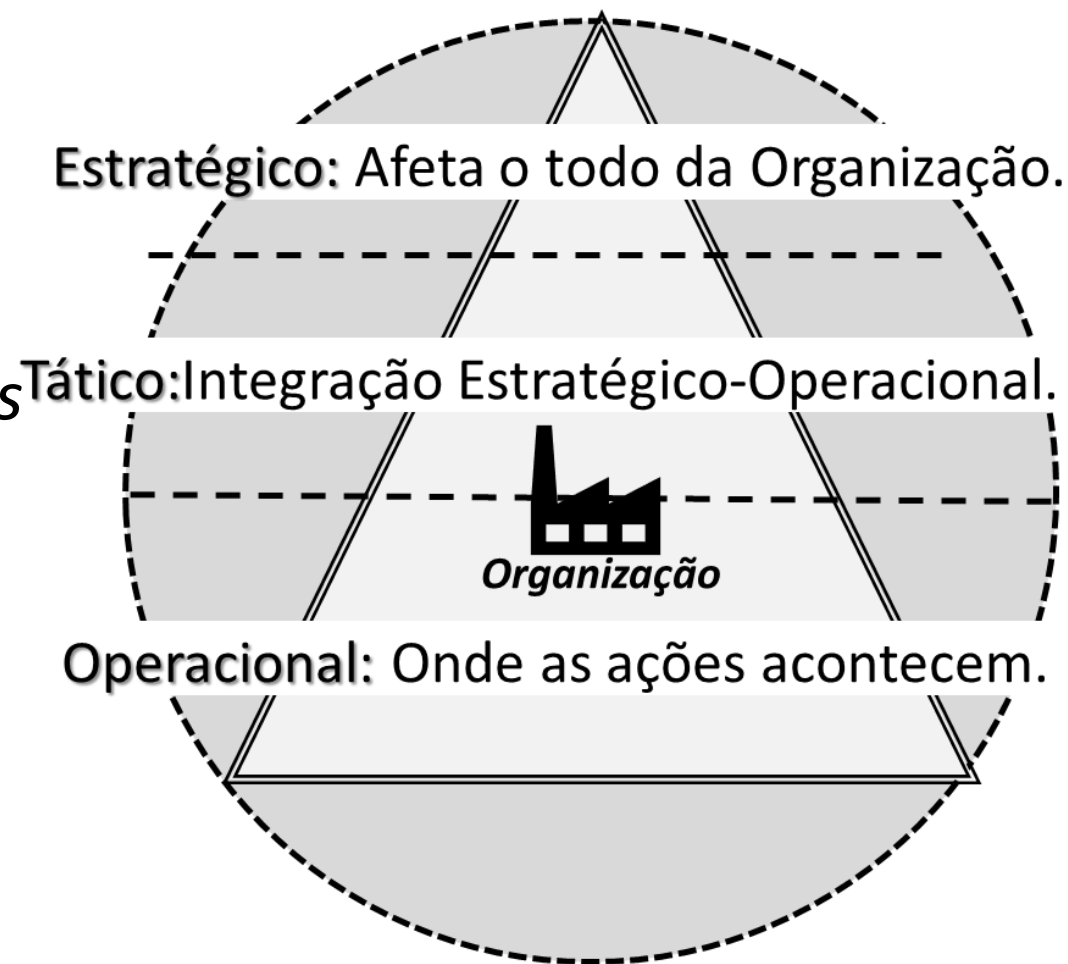 Estratégico: Afeta o todo da Organização.
s
Tático:Integração Estratégico-Operacional.
Organização
Operacional: Onde as ações acontecem.